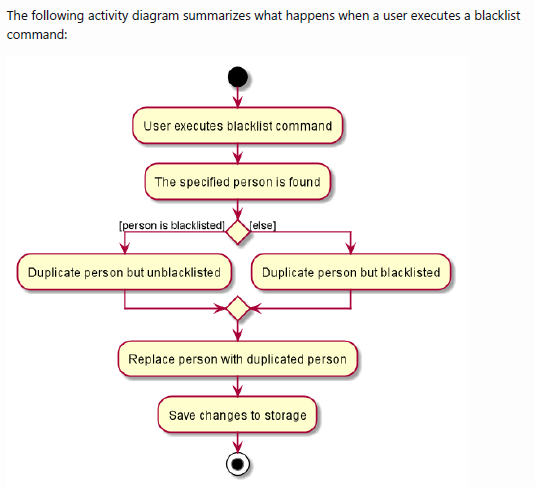 The following activity diagram summarizes what happens when a user executes a blacklist
command:
User executes blacklist command
The specified person is found
[person is blacklisted] [else]
Duplicate person but unblacklisted Duplicate person but blacklisted
Replace person with duplicated person
Save changes to storage